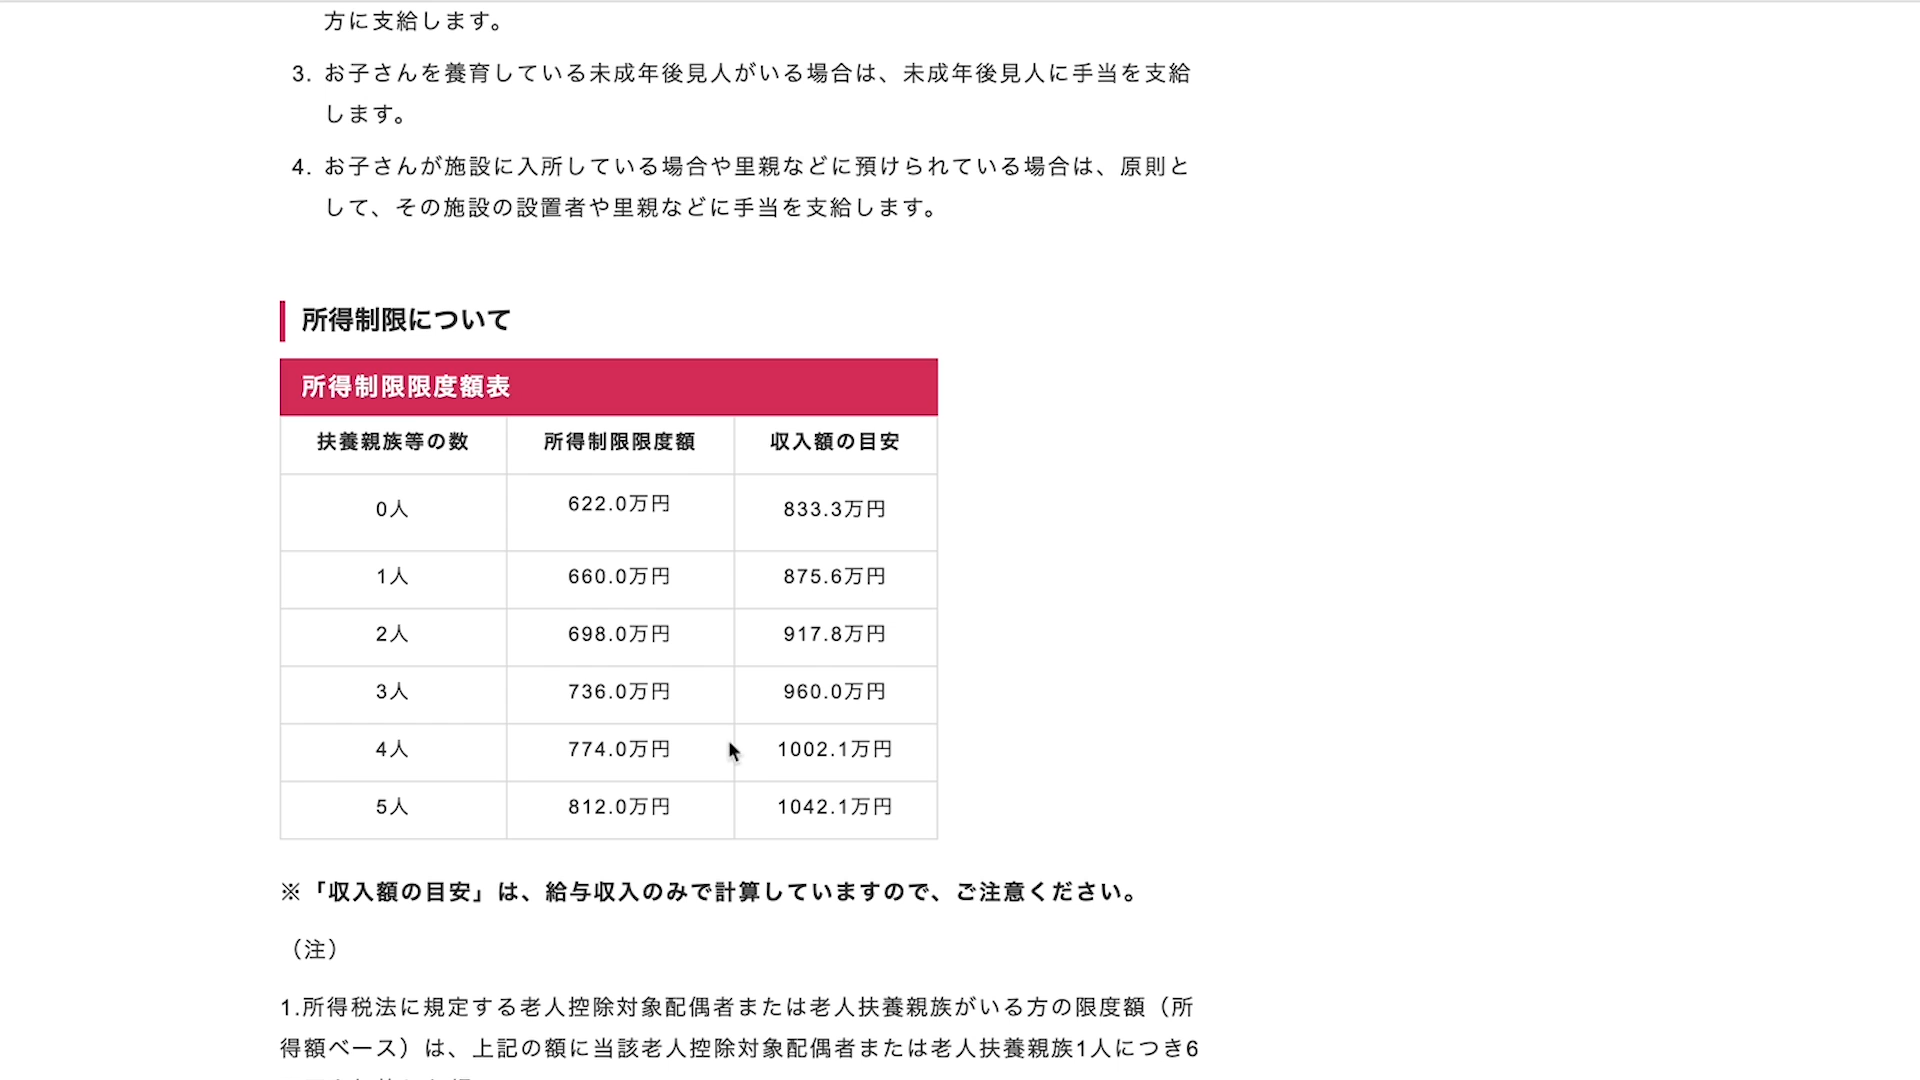 方に支給します。
3. お子さんを養育している未成年後見人がいる場合は、未成年後見人に手当を支給
します。
4. お子さんが施設に入所している場合や里親などに預けられている場合は、原則と
して、その施設の設置者や里親などに手当を支給します。
所得制限について
所得制限限度額表
扶養親族等の数 所得制限限度額 収入額の目安
0人 622.0万円 833.3万円
1人 660.0万円 875.6万円
2人 698.0万円 917.8万円
3人 736.0万円 960.0万円
4人 774.0万円 1002.1万円
5人 812.0万円 1042.1万円
※「収入額の目安」は、給与収入のみで計算していますので、ご注意ください。
（注）
1.所得税法に規定する老人控除対象配偶者または老人扶養親族がいる方の限度額（所
得額ベース）は、上記の額に当該老人控除対象配偶者または老人扶養親族1人につき6